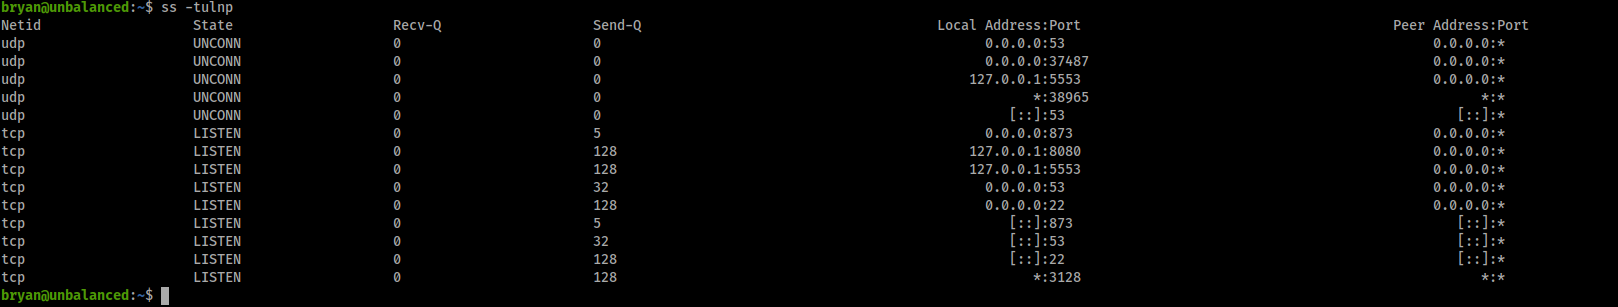 bryan@unbalanced:~$ ss -tulnp
Netid State Recv-Q Send-Q Local Address:Port Peer Address:Port
udp UNCONN 0 0 0.0.0.0:53 0.0.0.0:*
udp UNCONN 0 0 0.0.0.0:37487 0.0.0.0:*
udp UNCONN 0 0 127.0.0.1:5553 0.0.0.0:*
udp UNCONN 0 0 *:38965 *:*
udp UNCONN 0 0 [::]:53 [::]:*
tcp LISTEN 0 5 0.0.0.0:873 0.0.0.0:*
tcp LISTEN 0 128 127.0.0.1:8080 0.0.0.0:*
tcp LISTEN 0 128 127.0.0.1:5553 0.0.0.0:*
tcp LISTEN 0 32 0.0.0.0:53 0.0.0.0:*
tcp LISTEN 0 128 0.0.0.0:22 0.0.0.0:*
tcp LISTEN 0 5 [::]:873 [::]:*
tcp LISTEN 0 32 [::]:53 [::]:*
tcp LISTEN 0 128 [::]:22 [::]:*
tcp LISTEN 0 128 *:3128 *:*
bryan@unbalanced:~$